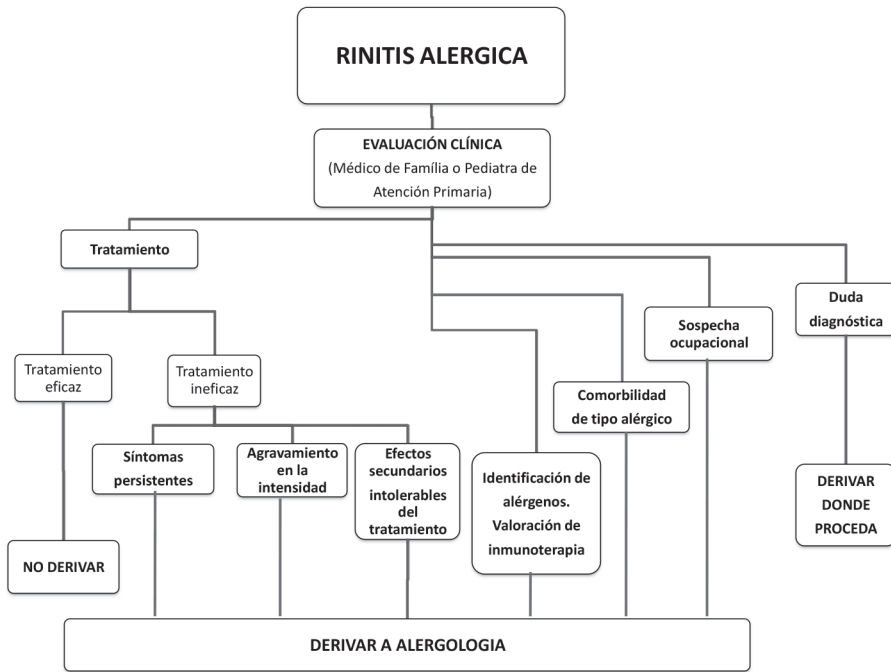 RINITIS ALERGICA
EVALUACIÓN CLÍNICA
(Médico de Família o Pediatra de
Atención Primaria)
Tratamiento
Duda
diagnóstica
Sospecha
ocupacional
Tratamiento
eficaz
Tratamiento
ineficaz
Comorbilidad
de tipo alérgico
Síntomas
persistentes
Agravamiento
en la
intensidad
Efectos
secundarios
intolerables
del
tratamiento
Identificación de
alérgenos.
Valoración de
inmunoterapia
DERIVAR
DONDE
PROCEDA
NO DERIVAR
DERIVAR A ALERGOLOGIA